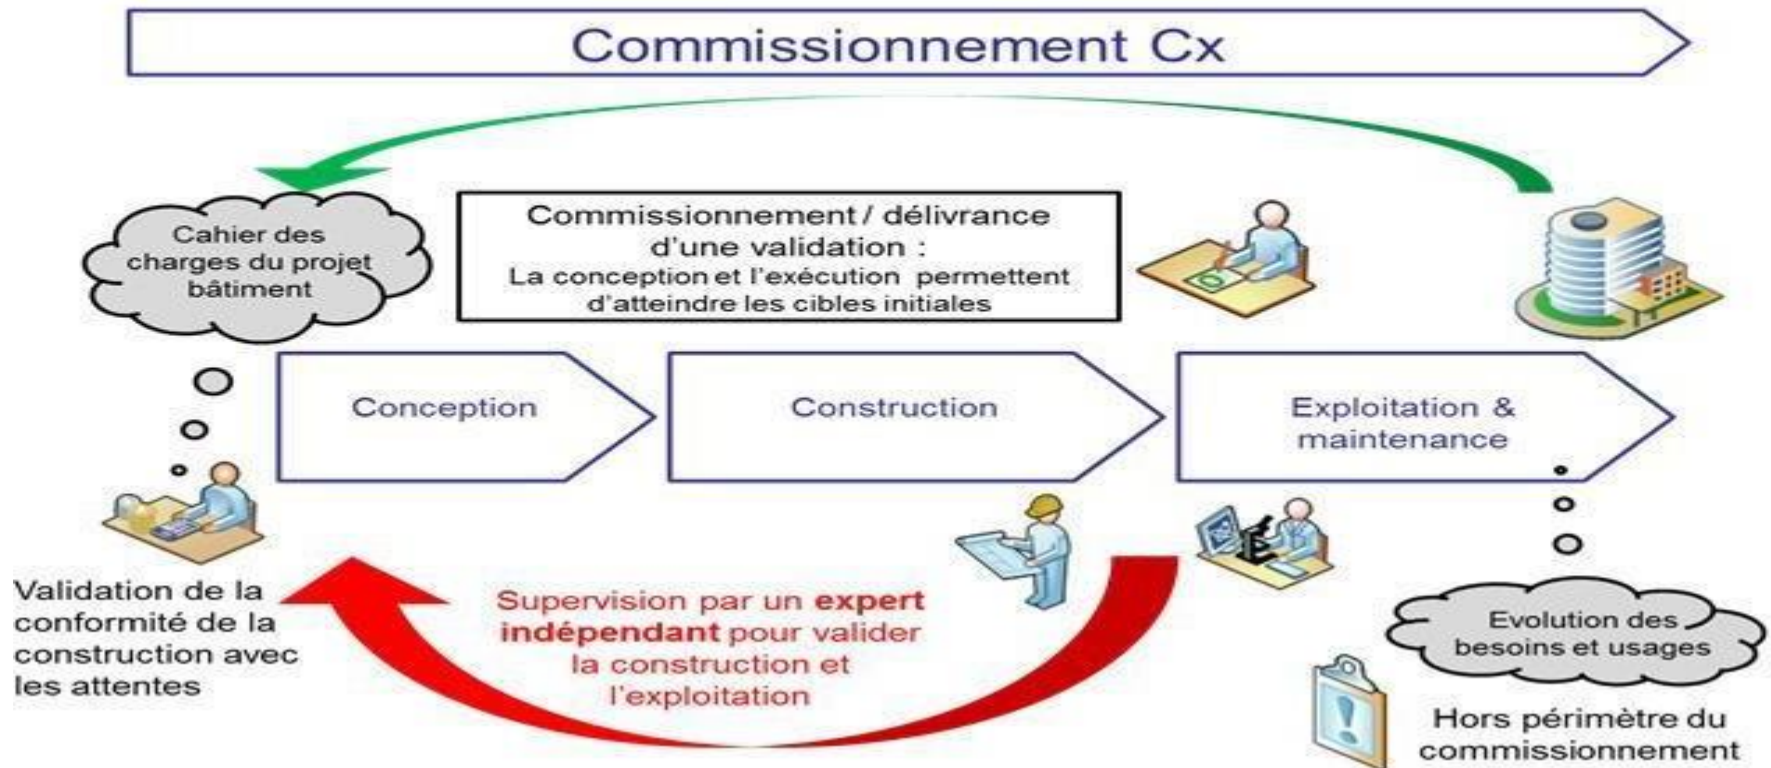 Commissionnement Cx
Cahier des
charges du projet
bâtiment
Commissionnement / délivrance
d'une validation :
La conception et l'exécution permettent
d'atteindre les cibles initiales
Conception
Construction
Exploitation &
maintenance
Validation de la
conformité de la
construction avec
les attentes
Supervision par un expert
indépendant pour valider
la construction et
l'exploitation
Evolution des
besoins et usages
Hors périmètre du
commissionnement